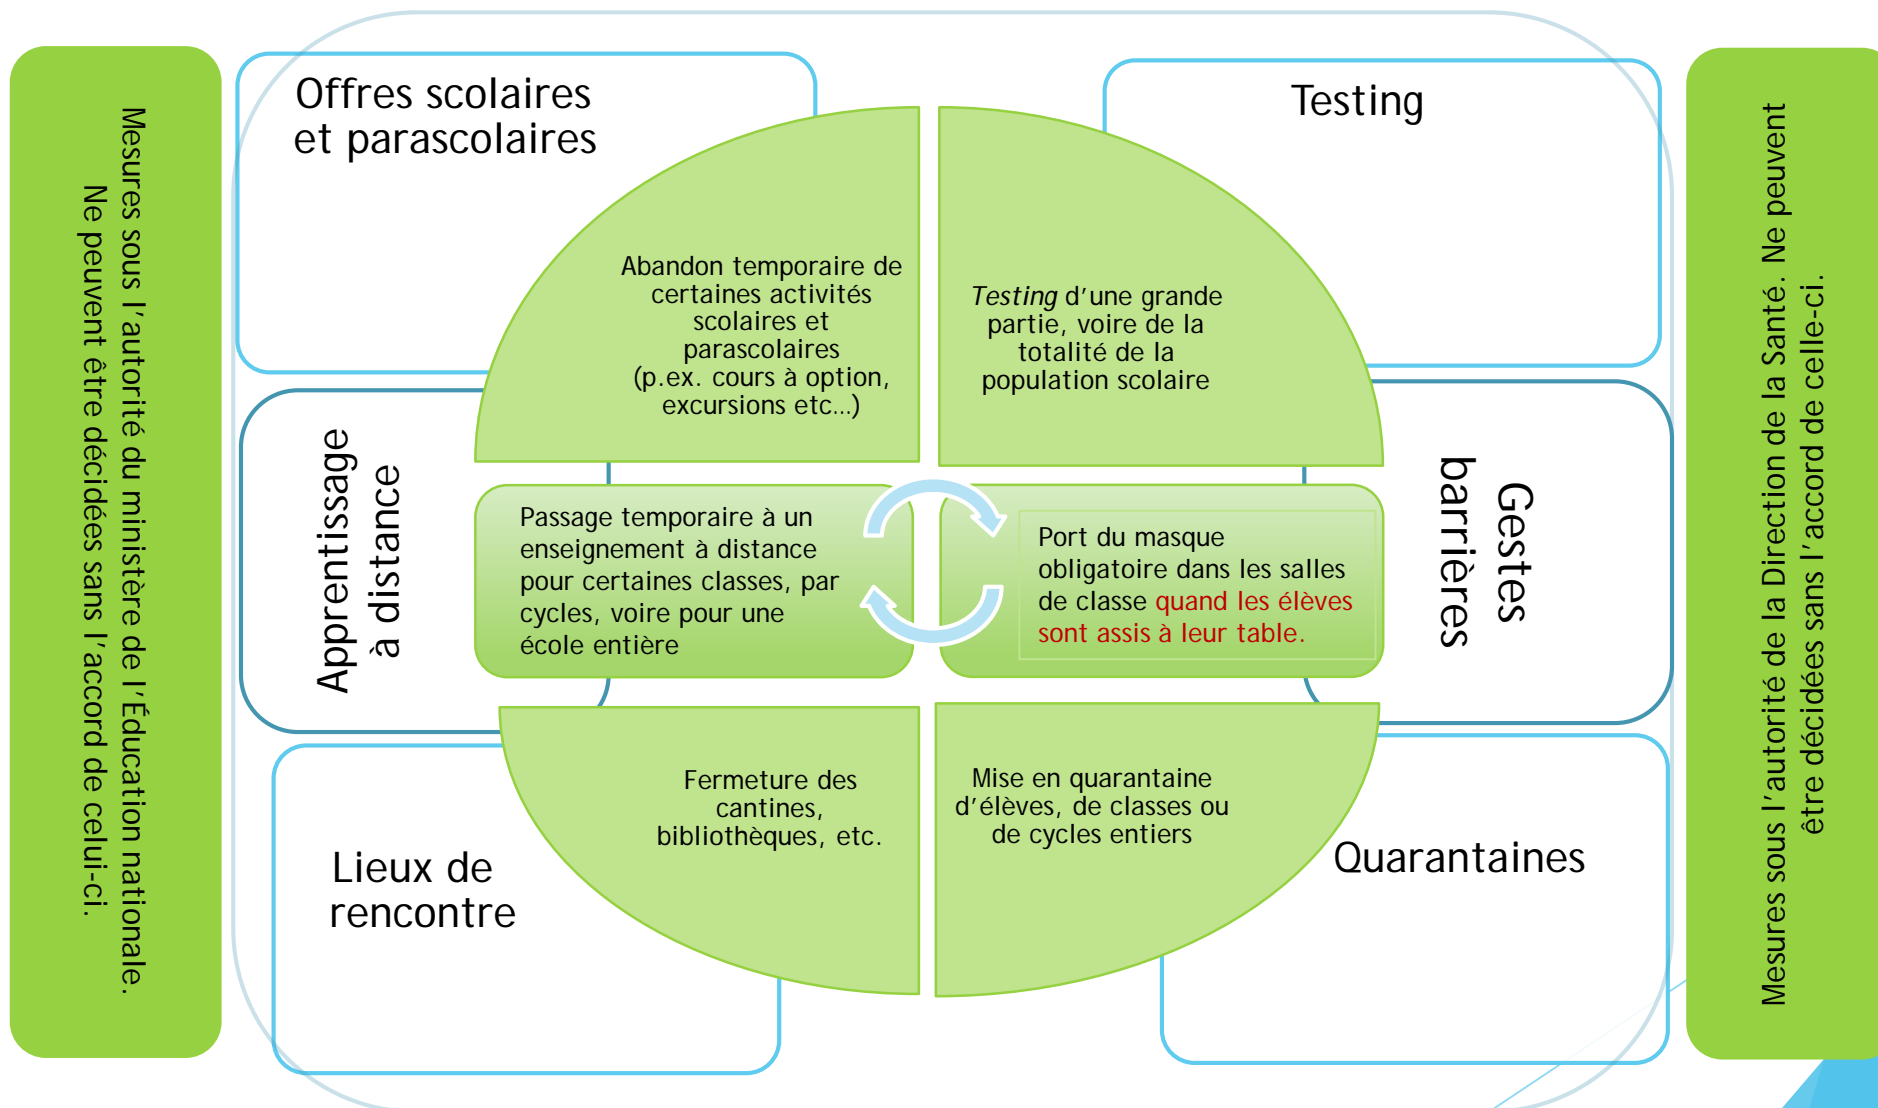 Mesures sous l'autorité du ministère de l'Éducation nationale.
Ne peuvent être décidées sans l'accord de celui-ci.
Offres scolaires
et parascolaires
Abandon temporaire de
certaines activités
scolaires et
parascolaires
(p.ex. cours à option,
excursions etc…)
Testing
Testing d'une grande
partie, voire de la
totalité de la
population scolaire
Apprentissage
à distance
Passage temporaire à un
enseignement à distance
pour certaines classes, par
cycles, voire pour une
école entière
Port du masque
obligatoire dans les salles
de classe quand les élèves
sont assis à leur table.
Gestes
barrières
Lieux de
rencontre
Fermeture des
cantines,
bibliothèques, etc.
Mise en quarantaine
d'élèves, de classes ou
de cycles entiers
Quarantaines
Mesures sous l'autorité de la Direction de la Santé. Ne peuvent
être décidées sans l'accord de celle-ci.